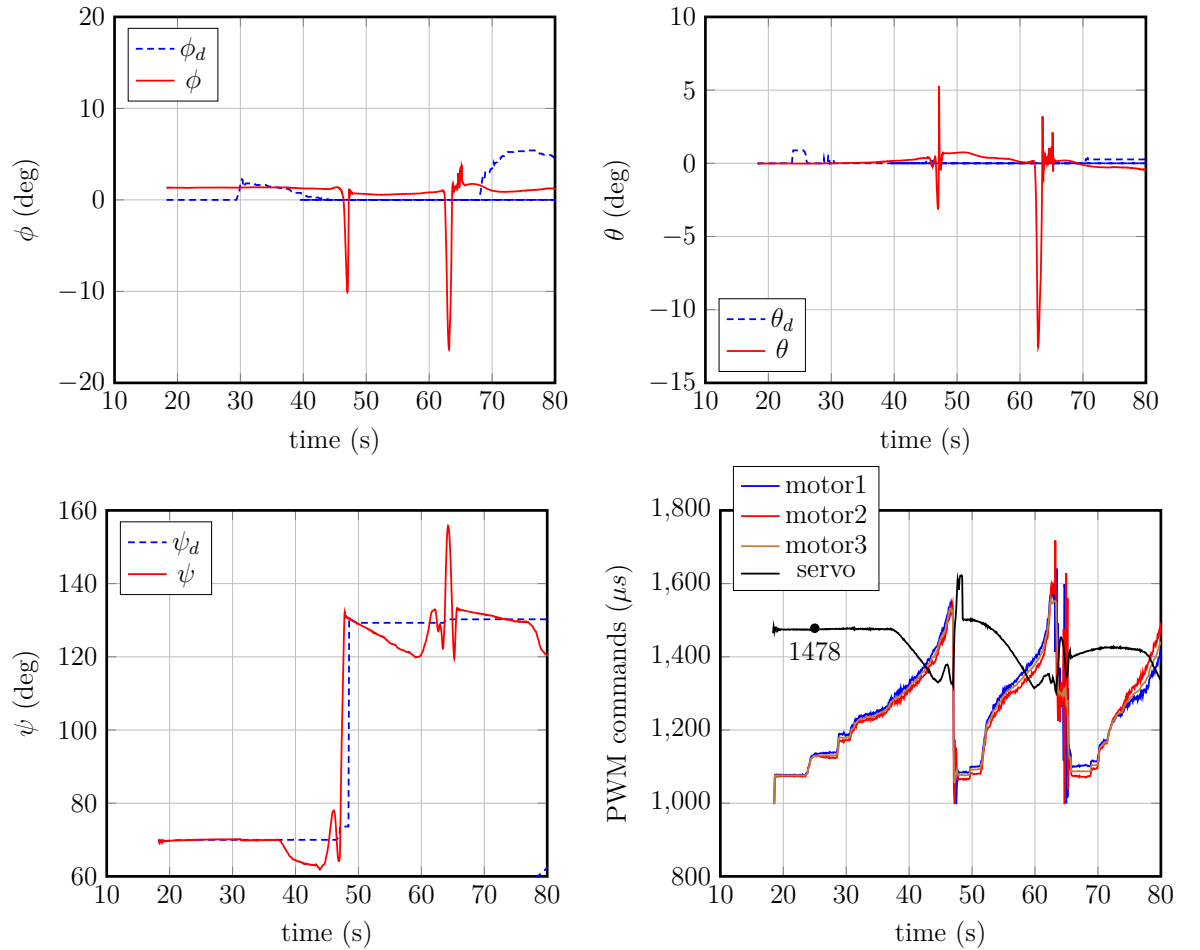 20
10
0
−10
−20
10 20 30 40 50 60 70 80
time (s)
ϕ (deg)
ϕd
ϕ
10
5
0
−5
−10
−15
10 20 30 40 50 60 70 80
time (s)
θ (deg)
θd
θ
160
140
120
100
80
60
10 20 30 40 50 60 70 80
time (s)
ψ (deg)
ψd
ψ
1,800
1,600
1,400
1,200
1,000
800
10 20 30 40 50 60 70 80
time (s)
PWM commands (μs)
motor1
motor2
motor3
servo
1478